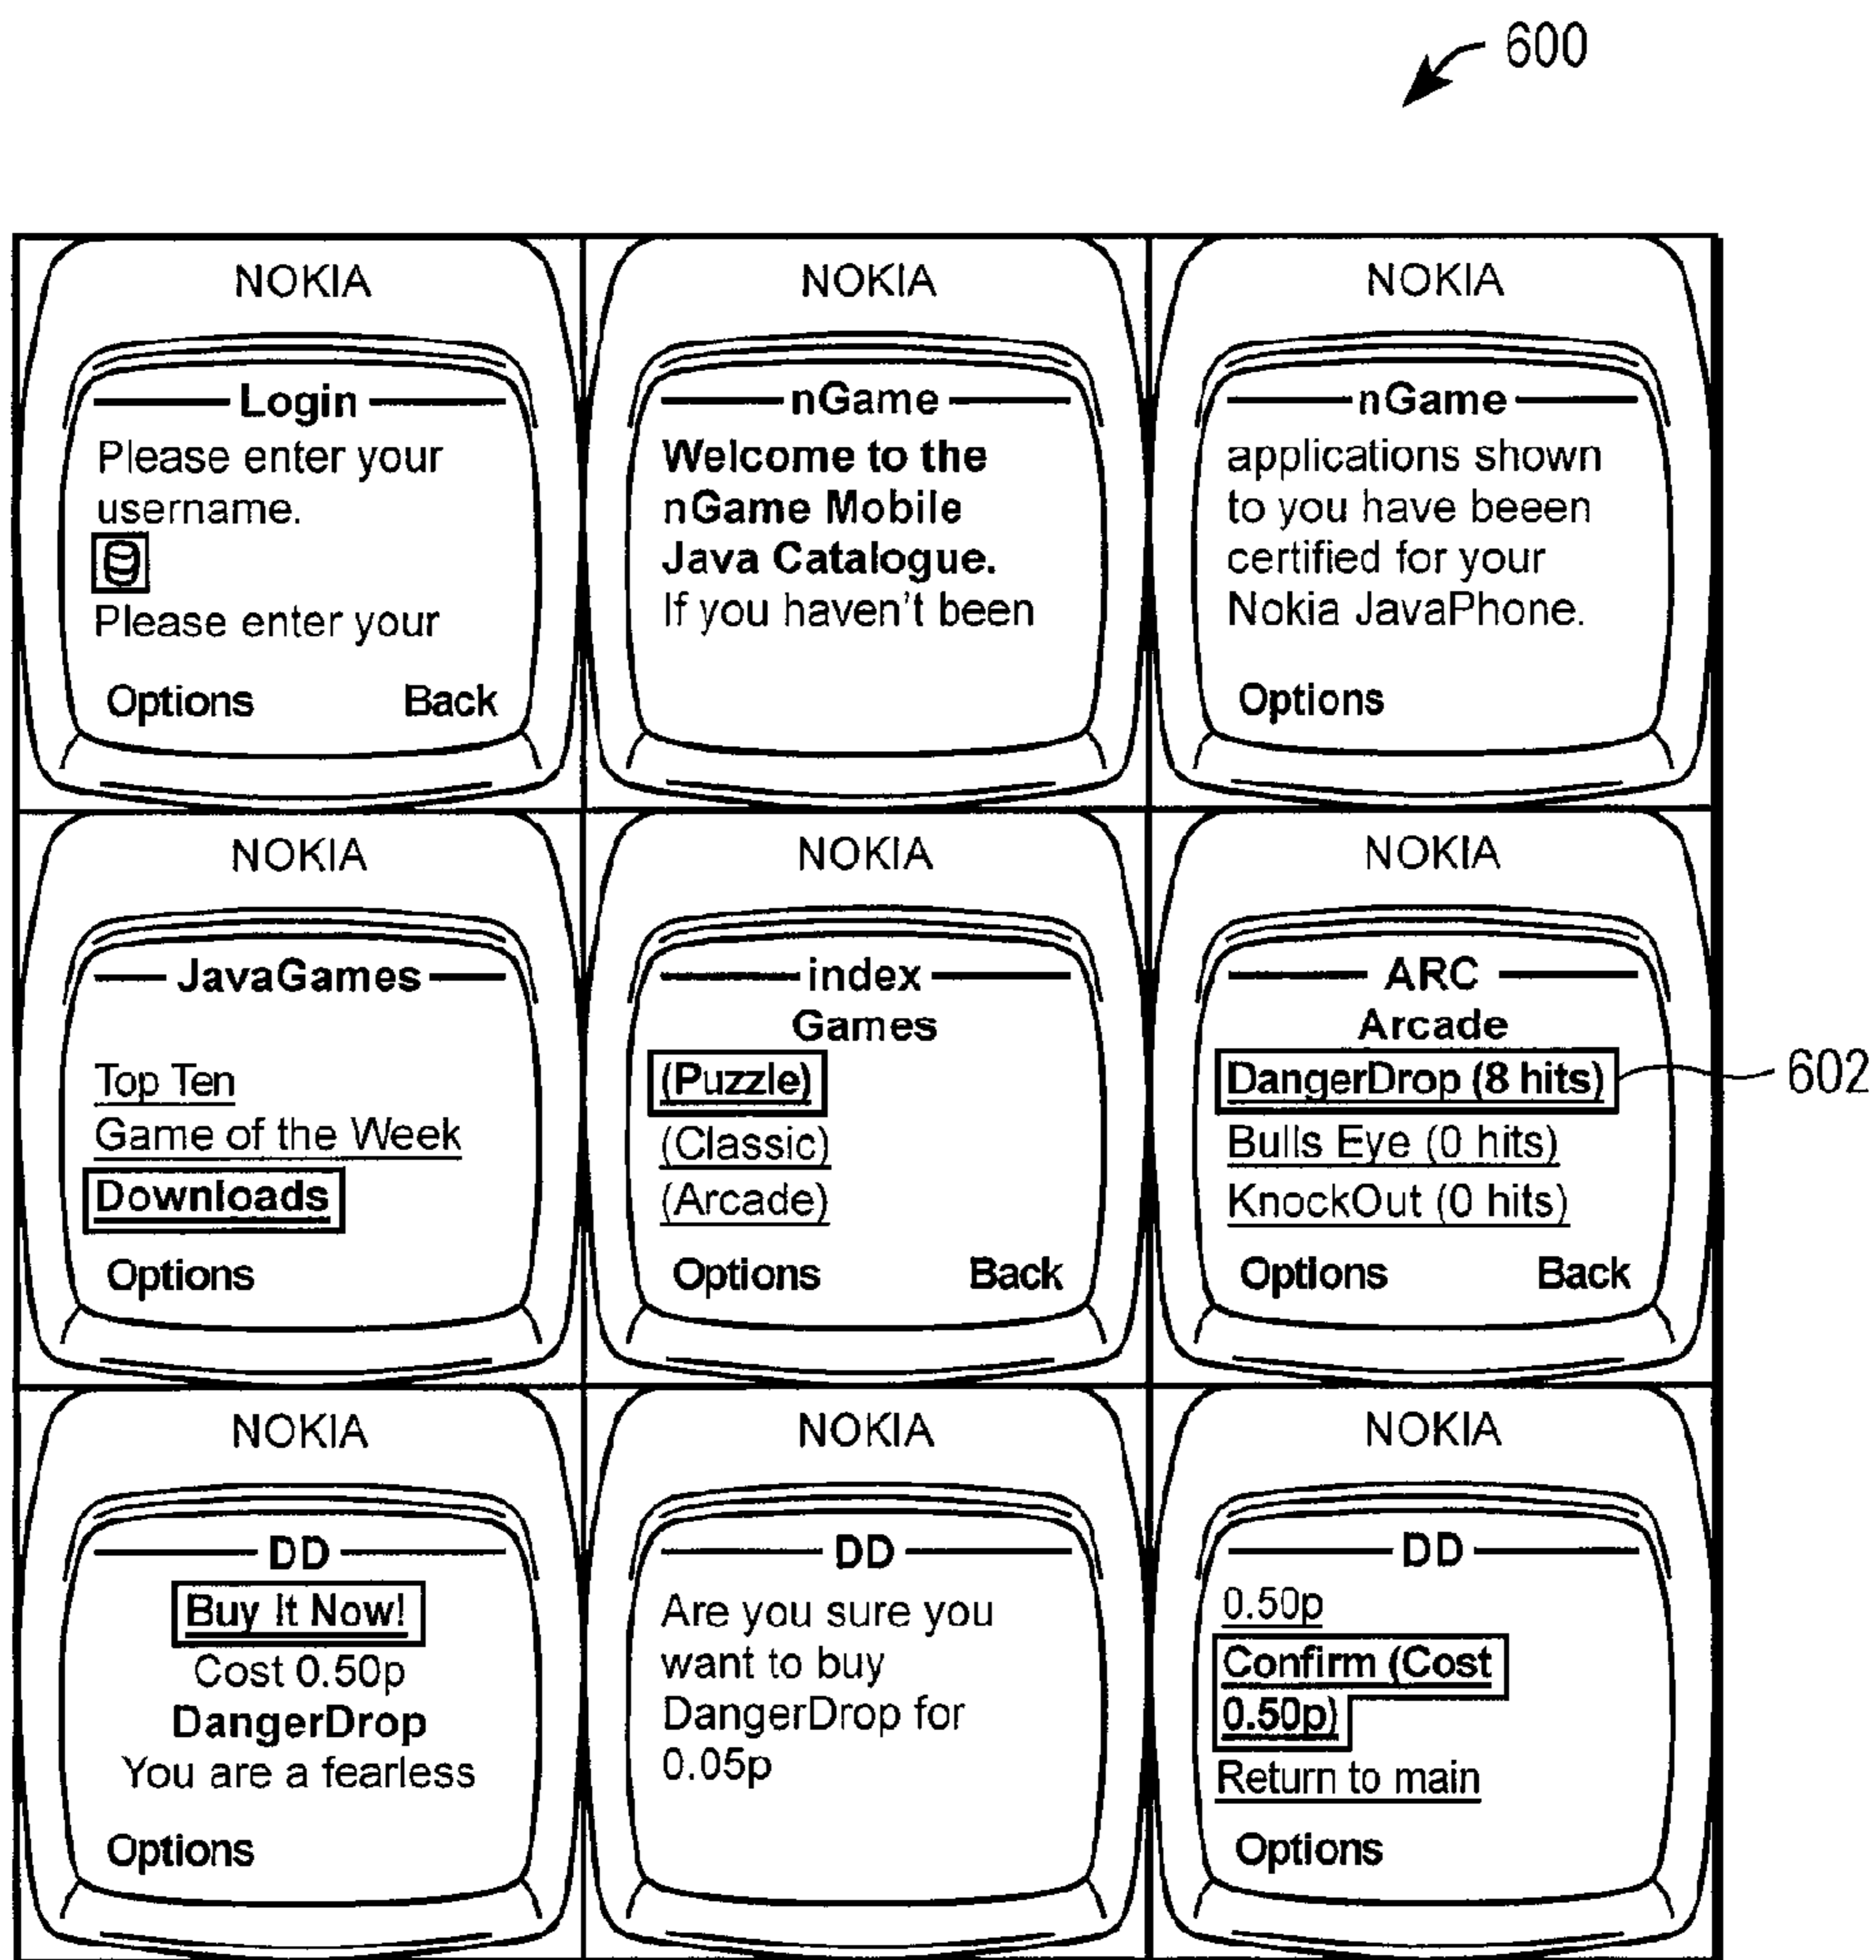 600
NOKIA
Login
Please enter your
username.
Please enter your
Options Back
NOKIA
nGame
Welcome to the
nGame Mobile
Java Catalogue.
If you haven't been
NOKIA
nGame
applications shown
to you have beeen
certified for your
Nokia JavaPhone.
Options
NOKIA
JavaGames
Top Ten
Game of the Week
Downloads
Options
NOKIA
index
Games
(Puzzle)
(Classic)
(Arcade)
Options Back
NOKIA
ARC
Arcade
DangerDrop (8 hits)
602
Bulls Eye (0 hits)
KnockOut (0 hits)
Options Back
NOKIA
DD
Buy It Now!
Cost 0.50p
DangerDrop
You are a fearless
Options
NOKIA
DD
Are you sure you
want to buy
DangerDrop for
0.05p
NOKIA
DD
0.50p
Confirm (Cost
0.50p)
Return to main
Options